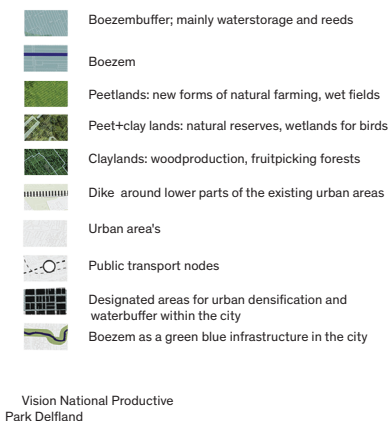 Boezembuffer; mainly waterstorage and reeds
Boezem
Peetlands: new forms of natural farming, wet fields
Peet+clay lands: natural reserves, wetlands for birds
Claylands: woodproduction, fruitpicking forests
Dike around lower parts of the existing urban areas
Urban area's
Public transport nodes
Designated areas for urban densification and
waterbuffer within the city
Boezem as a green blue infrastructure in the city
Vision National Productive
Park Delfland